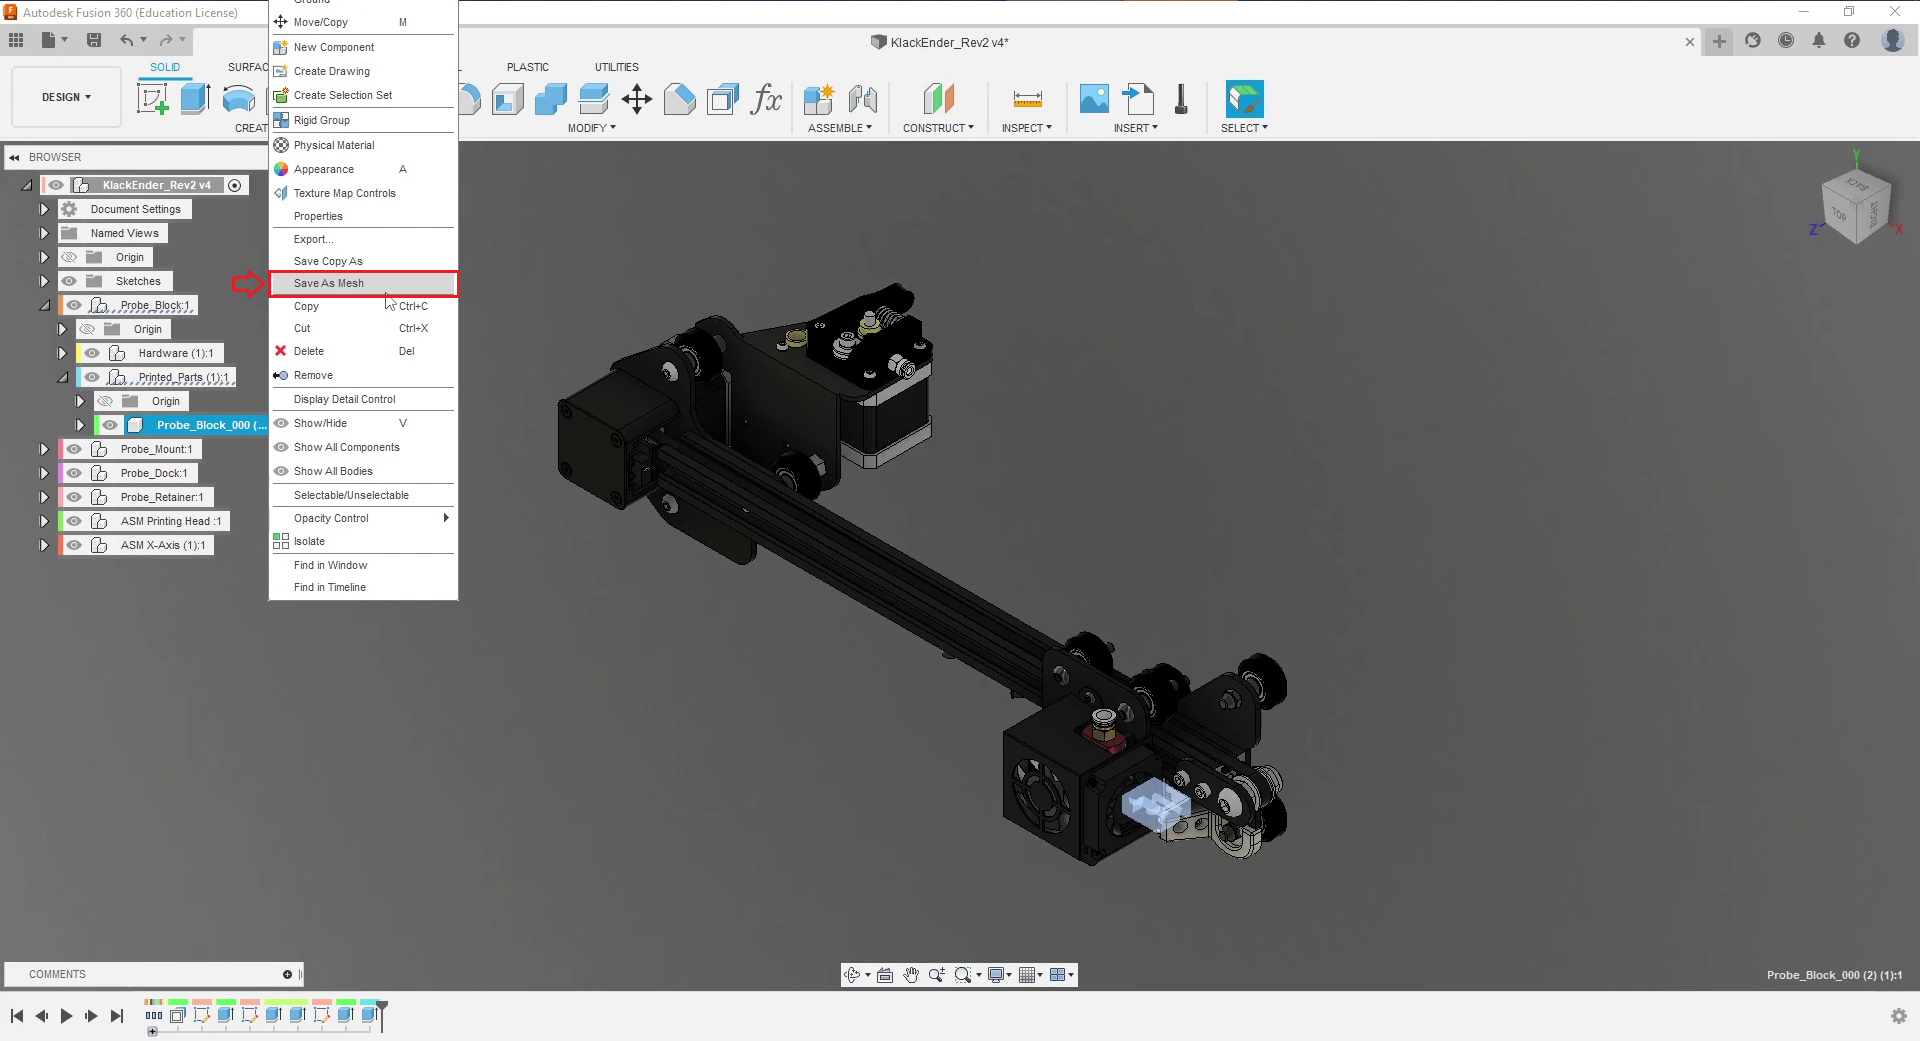 Autodesk Fusion 360 (Education License)
KlackEnder_Rev2 v4*
SOLID
SURFAC
PLASTIC
UTILITIES
DESIGN
CREAT
MODIFY
ASSEMBLE
CONSTRUCT
INSPECT
INSERT
SELECT
fx
BROWSER
KlackEnder_Rev2 v4
Document Settings
Named Views
Origin
Sketches
Probe_Block:1
Origin
Hardware (1):1
Printed_Parts (1):1
Origin
Probe_Block_000 (...
Probe_Mount:1
Probe_Dock:1
Probe_Retainer:1
ASM Printing Head :1
ASM X-Axis (1):1
Ground
Move/Copy M
New Component
Create Drawing
Create Selection Set
Rigid Group
Physical Material
Appearance A
Texture Map Controls
Properties
Export...
Save Copy As
Save As Mesh
Copy Ctrl+C
Cut Ctrl+X
Delete Del
Remove
Display Detail Control
Show/Hide V
Show All Components
Show All Bodies
Selectable/Unselectable
Opacity Control
Isolate
Find in Window
Find in Timeline
Y
BACK
TOP
RIGHT
Z
X
COMMENTS
Probe_Block_000 (2) (1):1